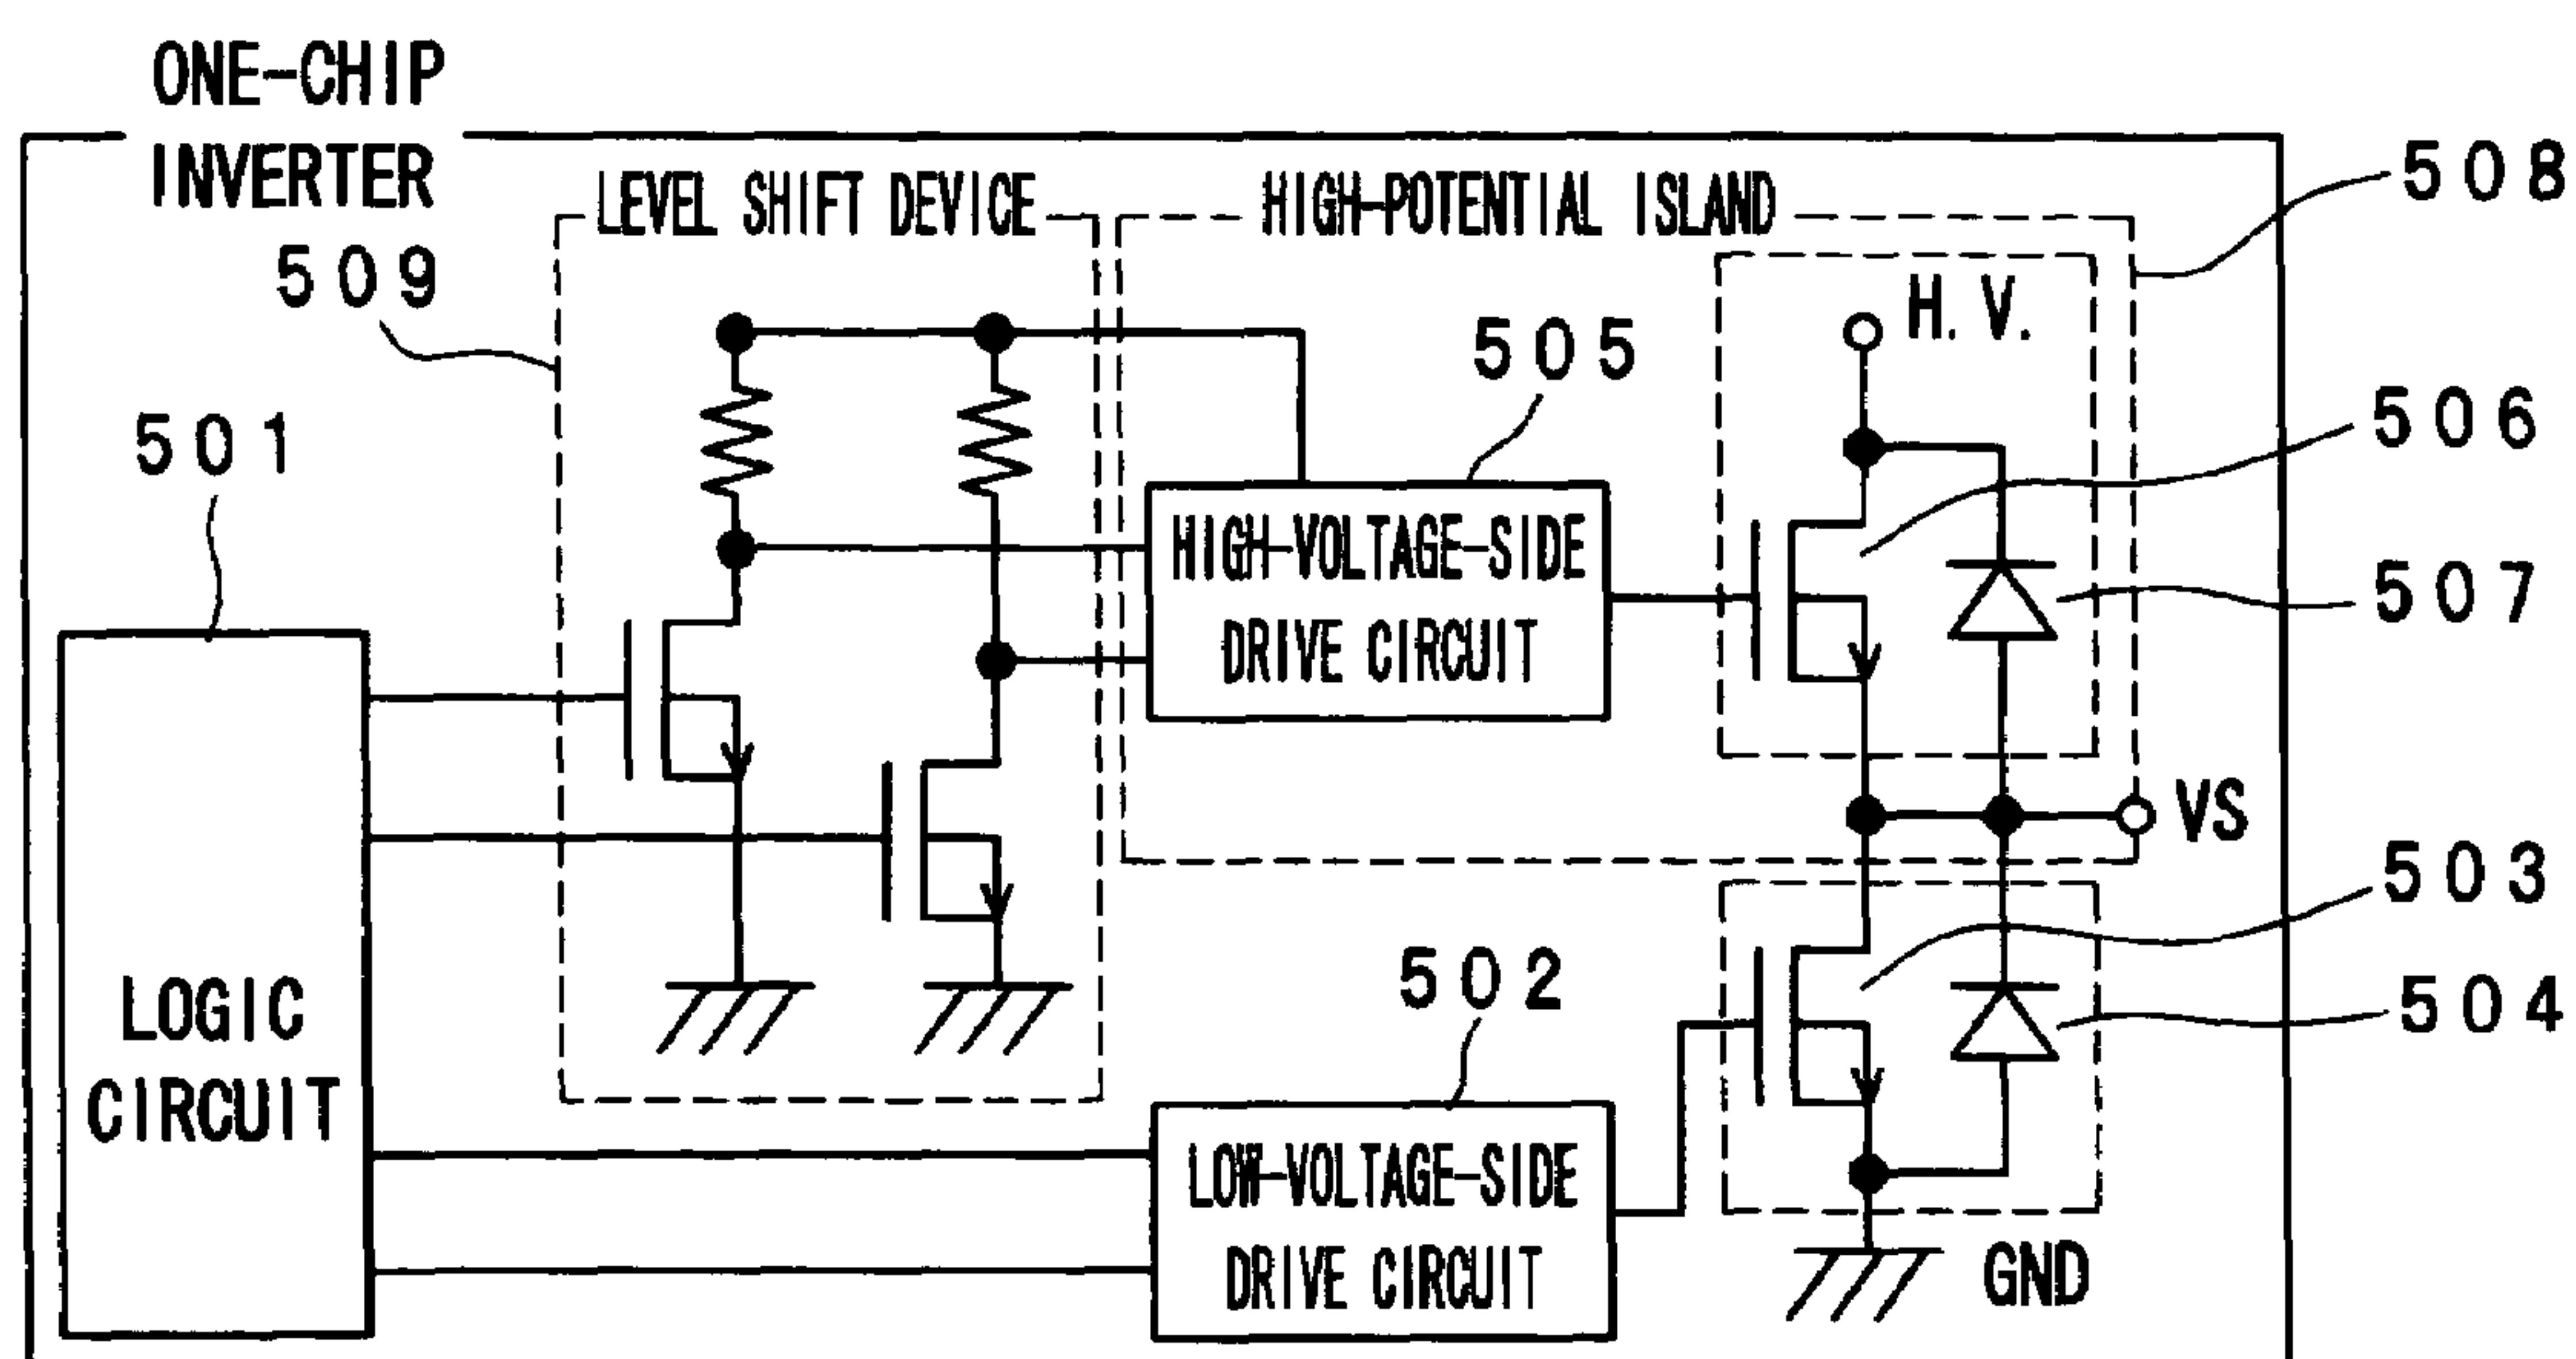 ONE-CHIP
INVERTER
LEVEL SHIFT DEVICE
HIGH-POTENTIAL ISLAND
508
509
H. V.
505
506
501
HIGH-VOLTAGE-SIDE
DRIVE CIRCUIT
507
VS
503
502
504
LOGIC
CIRCUIT
LOW-VOLTAGE-SIDE
DRIVE CIRCUIT
GND